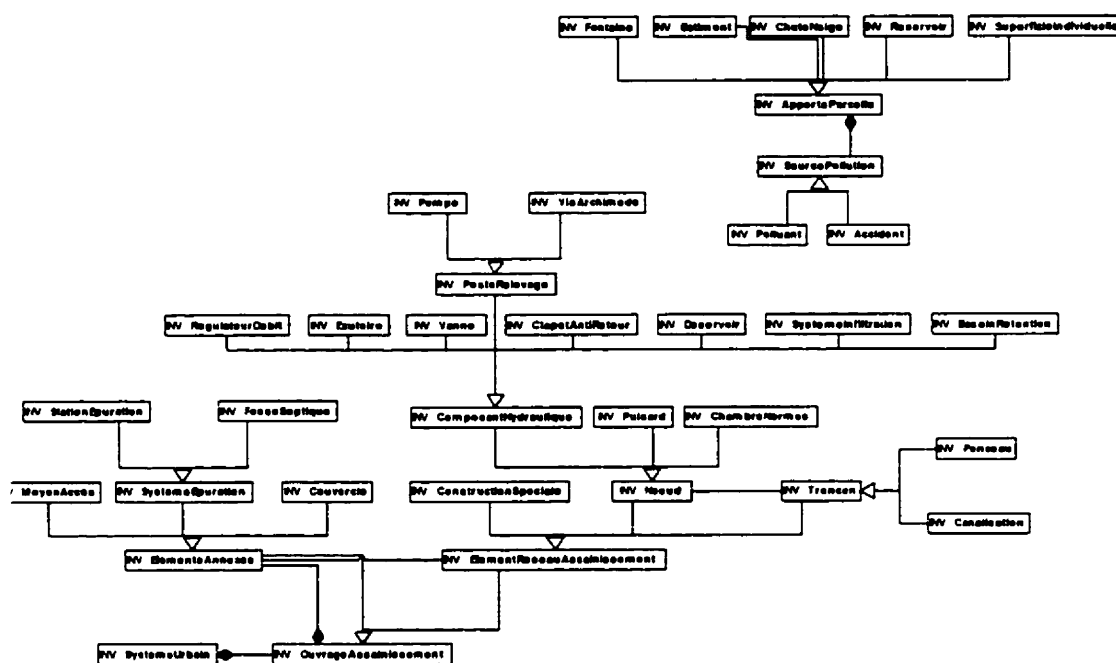 INV Fontaine
INV Batiment
INV ChuteNeige
INV Reservoir
INV SuperficieIndividuelle
INV ApportsParcelle
INV SourcePollution
INV Polluant
INV Accident
INV Pompe
INV VisArchimede
INV PosteRelevage
INV RegulateurDebit
INV Exutoire
INV Vanne
INV ClapetAntiRetour
INV Deservoir
INV SystemeInfiltration
INV BassinRetention
INV StationEpuration
INV FosseSeptique
INV ComposantHydraulique
INV Puisard
INV ChambreNormee
INV Ponceau
INV MoyenAccès
INV SystemeEpuration
INV Couvercle
INV ConstructionSpeciale
INV Noeud
INV Troncon
INV Canalisation
INV ElementsAnnexes
INV ElementReseauAssainissement
INV SystemeUrbain
INV OuvrageAssainissement